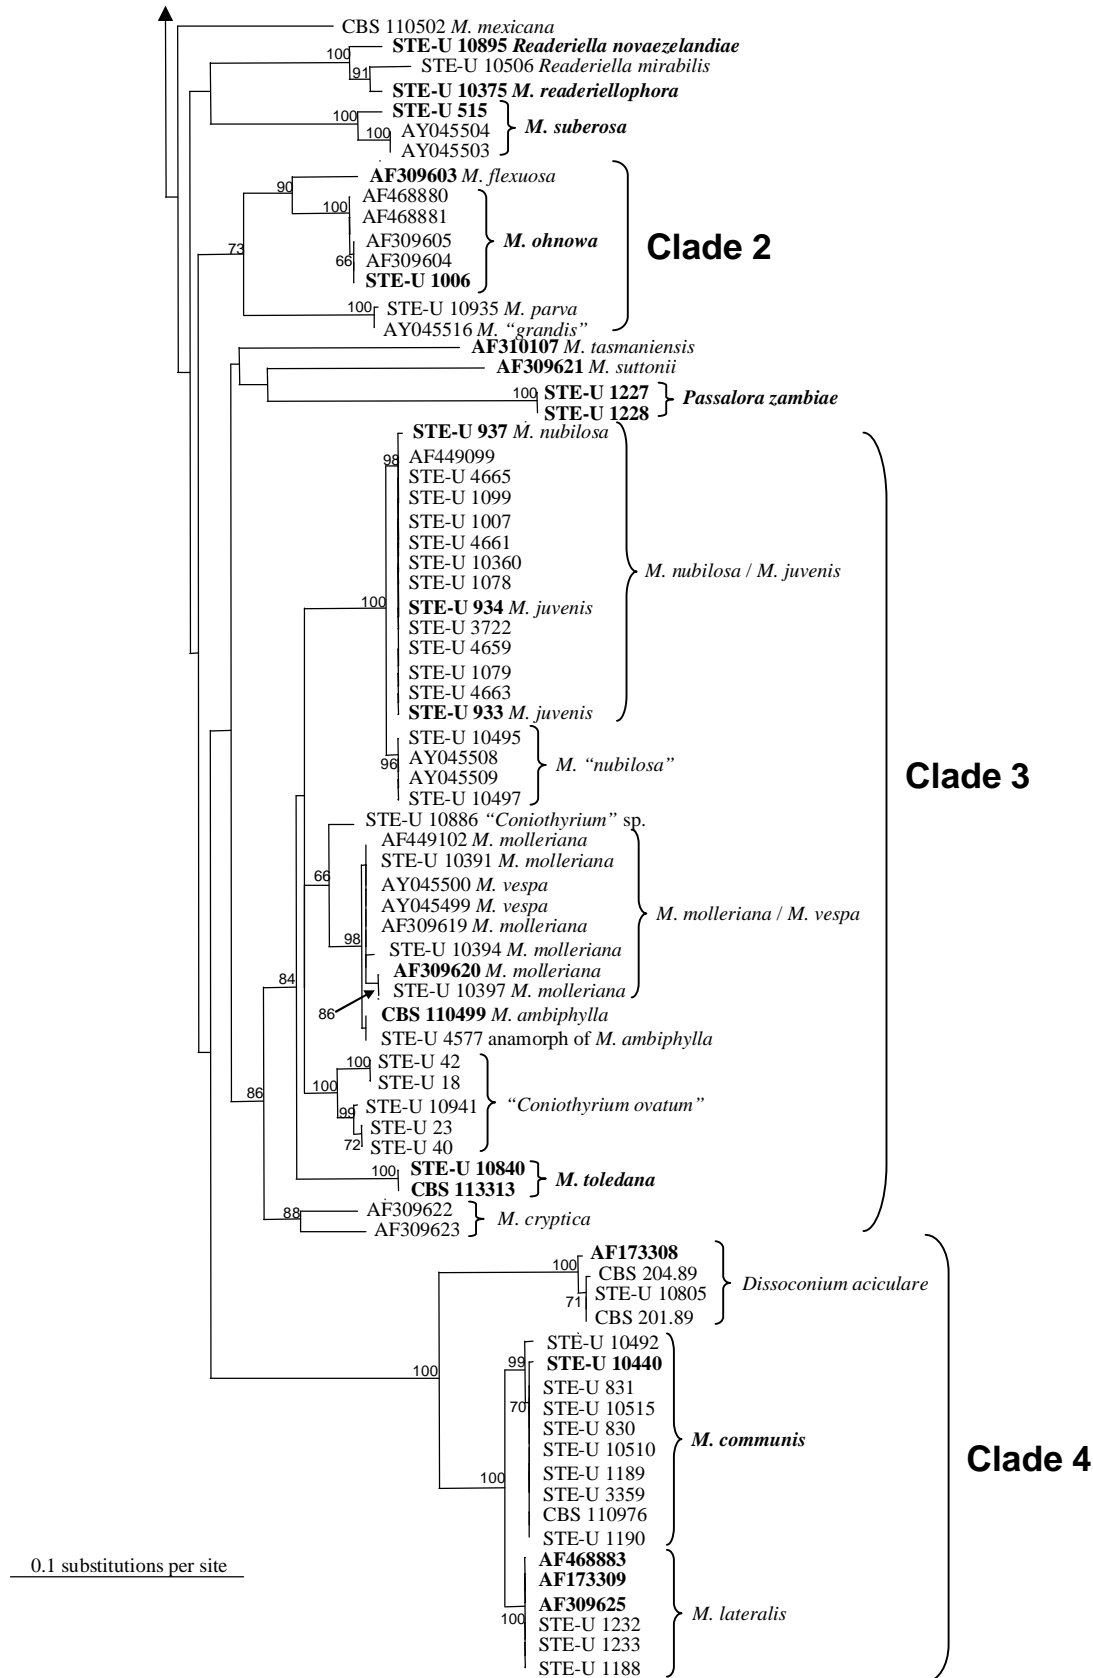 CBS 110502 M. mexicana
STE-U 10895 Readeriella novaezelandiae
100
STE-U 10506 Readeriella mirabilis
91
STE-U 10375 M. readeriellophora
STE-U 515
100
AY045504
M. suberosa
100
AY045503
AF309603 M. flexuosa
90
AF468880
100
AF468881
AF309605
M. ohnowa
Clade 2
73
AF309604
66
STE-U 1006
100
STE-U 10935 M. parva
AY045516 M. “grandis”
AF310107 M. tasmaniensis
AF309621 M. suttonii
100
STE-U 1227
Passalora zambiae
STE-U 1228
STE-U 937 M. nubilosa
98
AF449099
STE-U 4665
STE-U 1099
STE-U 1007
STE-U 4661
STE-U 10360
M. nubilosa / M. juvenis
STE-U 1078
100
STE-U 934 M. juvenis
STE-U 3722
STE-U 4659
STE-U 1079
STE-U 4663
STE-U 933 M. juvenis
STE-U 10495
AY045508
M. “nubilosa”
96
AY045509
Clade 3
STE-U 10497
STE-U 10886 “Coniothyrium” sp.
AF449102 M. molleriana
STE-U 10391 M. molleriana
66
AY045500 M. vespa
AY045499 M. vespa
M. molleriana / M. vespa
AF309619 M. molleriana
98
STE-U 10394 M. molleriana
AF309620 M. molleriana
84
STE-U 10397 M. molleriana
86
CBS 110499 M. ambiphylla
STE-U 4577 anamorph of M. ambiphylla
100
STE-U 42
STE-U 18
86
100
STE-U 10941
“Coniothyrium ovatum”
99
STE-U 23
72
STE-U 40
100
STE-U 10840
M. toledana
CBS 113313
88
AF309622
M. cryptica
AF309623
AF173308
100
CBS 204.89
Dissoconium aciculare
STE-U 10805
71
CBS 201.89
STE-U 10492
99
STE-U 10440
100
STE-U 831
70
STE-U 10515
STE-U 830
M. communis
STE-U 10510
Clade 4
100
STE-U 1189
STE-U 3359
CBS 110976
STE-U 1190
AF468883
0.1 substitutions per site
AF173309
AF309625
M. lateralis
100
STE-U 1232
STE-U 1233
STE-U 1188